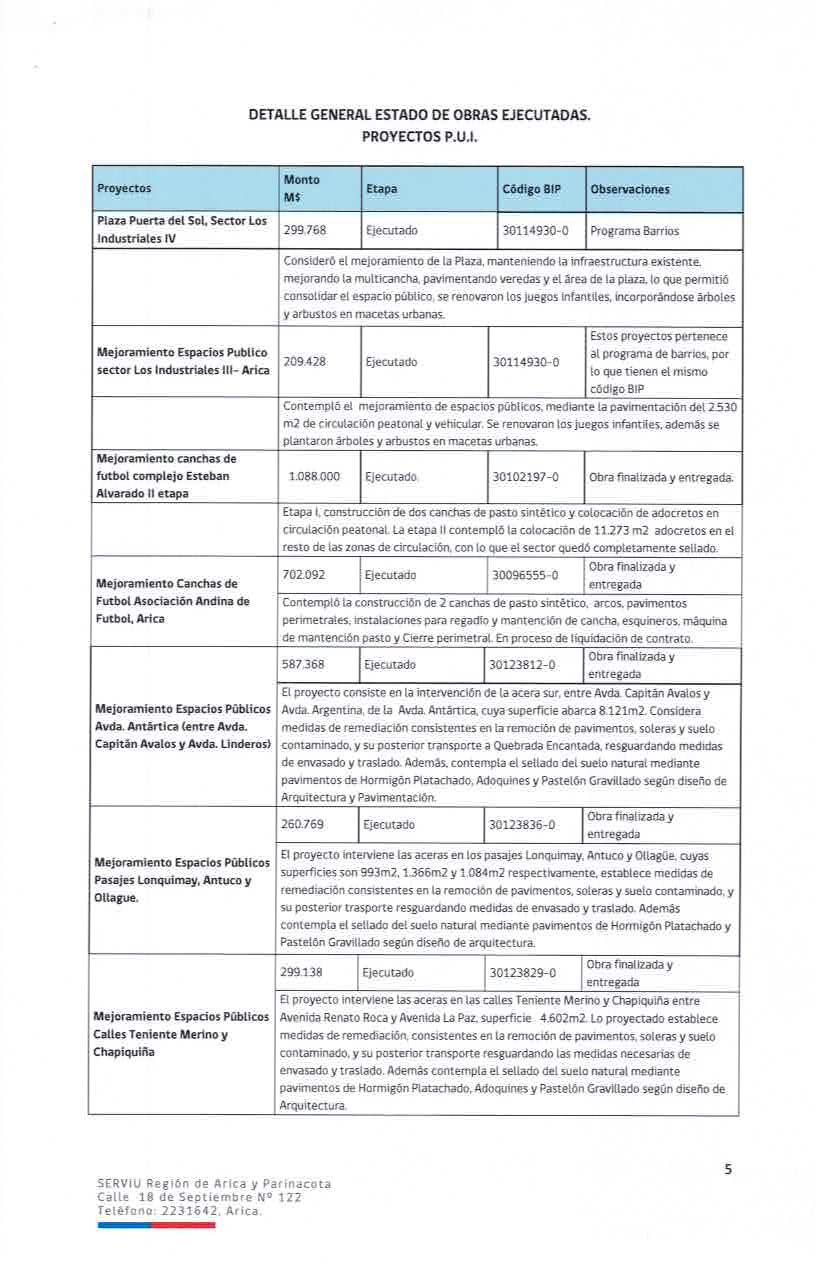 DETALLE GENERAL ESTADO DE OBRAS EJECUTADAS.
PROYECTOS P.U.I.
Proyectos
Monto
M$
Etapa
Código BIP
Observaciones
Plaza Puerta del Sol, Sector Los
Industriales IV
299.768
Ejecutado
30114930-0
Programa Barrios
Consideró el mejoramiento de la Plaza, manteniendo la infraestructura existente,
mejorando la multicancha, pavimentando veredas y el área de la plaza, lo que permitió
consolidar el espacio público, se renovaron los juegos infantiles, incorporándose árboles
y arbustos en macetas urbanas.
Mejoramiento Espacios Publico
sector Los Industriales III- Arica
209.428
Ejecutado
30114930-0
Estos proyectos pertenece
al programa de barrios, por
lo que tienen el mismo
código BIP
Contempló el mejoramiento de espacios públicos, mediante la pavimentación del 2.530
m2 de circulación peatonal y vehicular. Se renovaron los juegos infantiles, además se
plantaron árboles y arbustos en macetas urbanas.
Mejoramiento canchas de
futbol complejo Esteban
Alvarado II etapa
1.088.000
Ejecutado.
30102197-0
Obra finalizada y entregada.
Etapa I, construcción de dos canchas de pasto sintético y colocación de adocretos en
circulación peatonal. La etapa II contempló la colocación de 11.273 m2 adocretos en el
resto de las zonas de circulación, con lo que el sector quedó completamente sellado.
Mejoramiento Canchas de
Futbol Asociación Andina de
Futbol, Arica
702.092
Ejecutado
30096555-0
Obra finalizada y
entregada
Contempló la construcción de 2 canchas de pasto sintético, arcos, pavimentos
perimetrales, instalaciones para regadío y mantención de cancha, esquineros, máquina
de mantención pasto y Cierre perimetral. En proceso de liquidación de contrato.
Mejoramiento Espacios Públicos
Avda. Antártica (entre Avda.
Capitán Avalos y Avda. Linderos)
587.368
Ejecutado
30123812-0
Obra finalizada y
entregada
El proyecto consiste en la intervención de la acera sur, entre Avda. Capitán Avalos y
Avda. Argentina, de la Avda. Antártica, cuya superficie abarca 8.121m2. Considera
medidas de remediación consistentes en la remoción de pavimentos, soleras y suelo
contaminado, y su posterior transporte a Quebrada Encantada, resguardando medidas
de envasado y traslado. Además, contempla el sellado del suelo natural mediante
pavimentos de Hormigón Platachado, Adoquines y Pastelón Gravillado según diseño de
Arquitectura y Pavimentación.
Mejoramiento Espacios Públicos
Pasajes Lonquimay, Antuco y
Ollague.
260.769
Ejecutado
30123836-0
Obra finalizada y
entregada
El proyecto interviene las aceras en los pasajes Lonquimay, Antuco y Ollagüe, cuyas
superficies son 993m2, 1.366m2 y 1.084m2 respectivamente, establece medidas de
remediación consistentes en la remoción de pavimentos, soleras y suelo contaminado, y
su posterior trasporte resguardando medidas de envasado y traslado. Además
contempla el sellado del suelo natural mediante pavimentos de Hormigón Platachado y
Pastelón Gravillado según diseño de arquitectura.
Mejoramiento Espacios Públicos
Calles Teniente Merino y
Chapiquiña
299.138
Ejecutado
30123829-0
Obra finalizada y
entregada
El proyecto interviene las aceras en las calles Teniente Merino y Chapiquiña entre
Avenida Renato Roca y Avenida La Paz, superficie 4.602m2. Lo proyectado establece
medidas de remediación, consistentes en la remoción de pavimentos, soleras y suelo
contaminado, y su posterior transporte resguardando las medidas necesarias de
envasado y traslado. Además contempla el sellado del suelo natural mediante
pavimentos de Hormigón Platachado, Adoquines y Pastelón Gravillado según diseño de
Arquitectura.
5
SERVIU Región de Arica y Parinacota
Calle 18 de Septiembre Nº 122
Teléfono: 2231642, Arica.